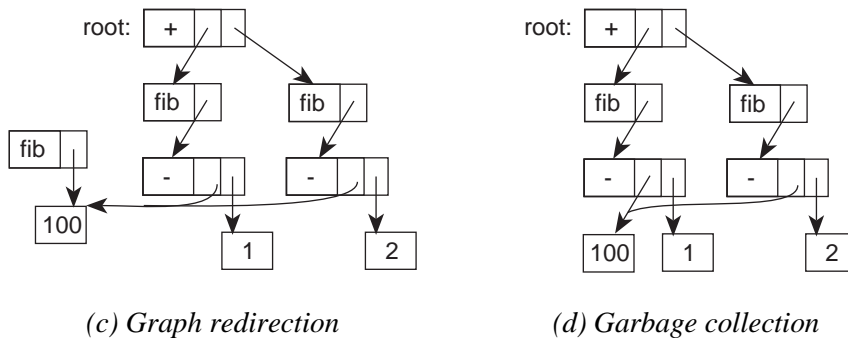 root: +
fib fib
fib - -
100 1 2
(c) Graph redirection
root: +
fib fib
- -
100 1 2
(d) Garbage collection